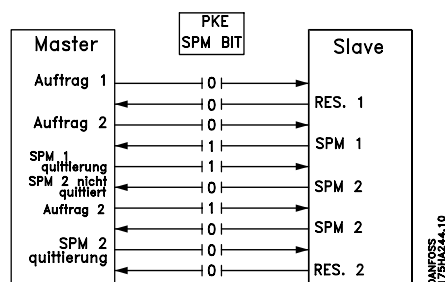 PKE
SPM BIT
Master
Slave
Auftrag 1
0
0
RES. 1
Auftrag 2
0
1
SPM 1
SPM 1
quittierung
1
SPM 2 nicht
quittiert
0
SPM 2
Auftrag 2
1
0
SPM 2
SPM 2
quittierung
0
0
RES. 2
DANFOSS
175HA244.10